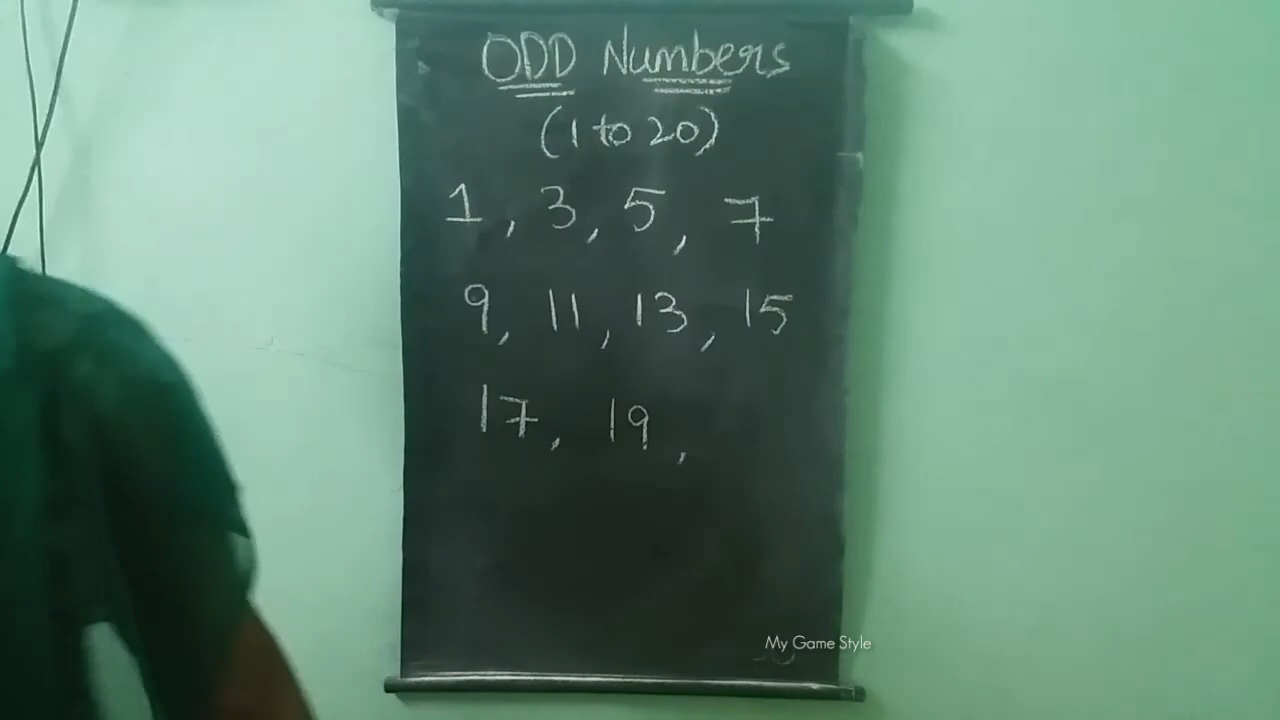 ODD Numbers
(1 to 20)
1, 3, 5, 7
9, 11, 13, 15
17, 19,
My Game Style